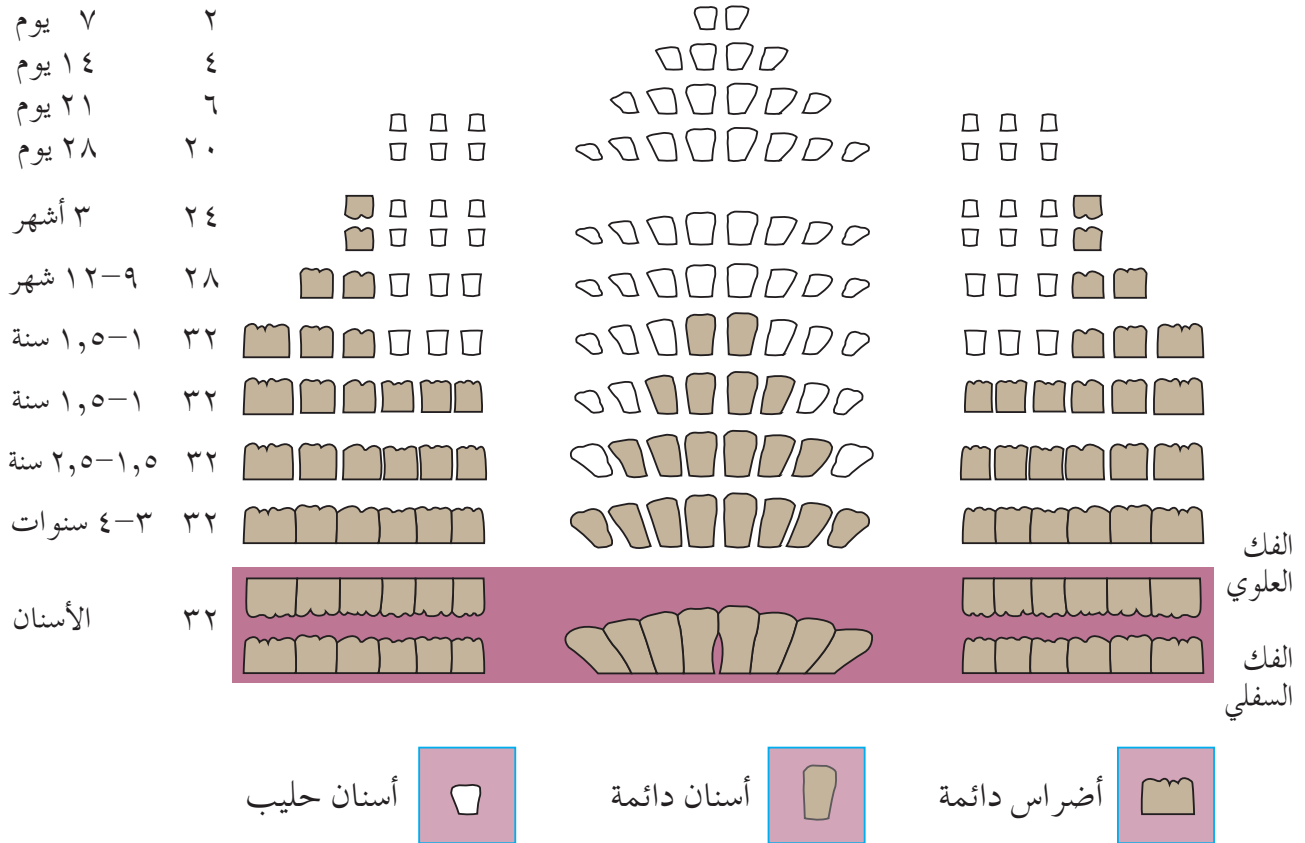 ٢ ٧ يوم
٤ ١٤ يوم
٦ ٢١ يوم
٢٠ ٢٨ يوم
٢٤ ٣ أشهر
٢٨ ٩–١٢ شهر
٣٢ ١–١,٥ سنة
٣٢ ١–١,٥ سنة
٣٢ ١,٥–٢,٥ سنة
٣٢ ٣–٤ سنوات
الفك
العلوي
٣٢ الأسنان
الفك
السفلي
أضراس دائمة
أسنان دائمة
أسنان حليب